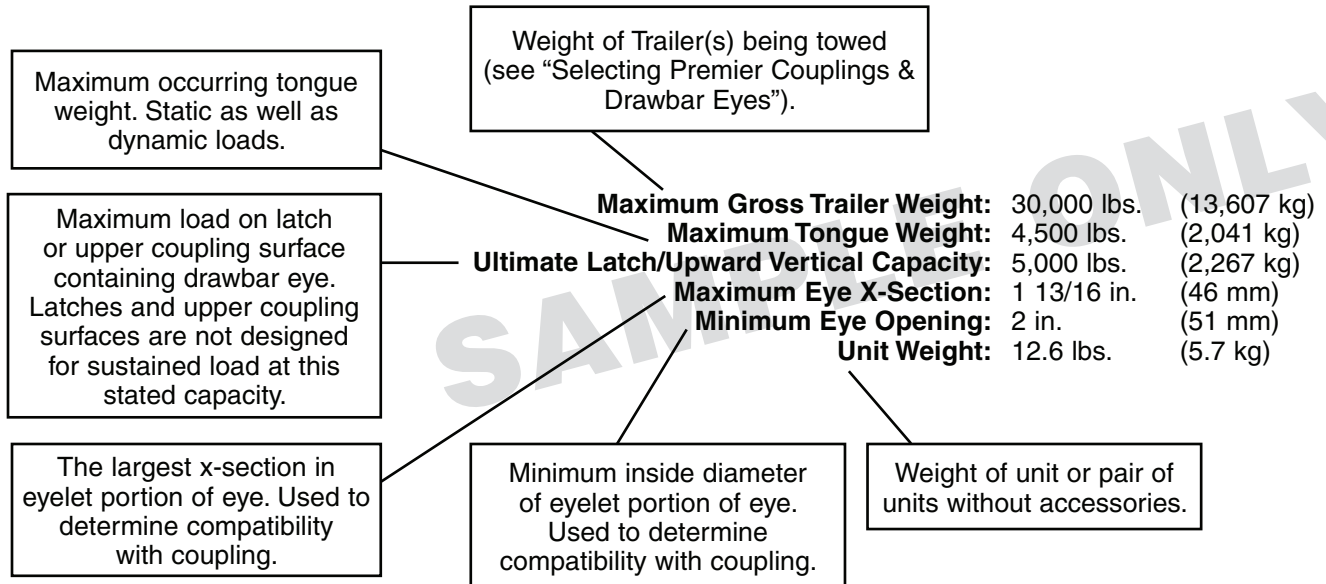 Weight of Trailer(s) being towed
(see “Selecting Premier Couplings &
Drawbar Eyes”).
Maximum occurring tongue
weight. Static as well as
dynamic loads.
Maximum load on latch
or upper coupling surface
containing drawbar eye.
Latches and upper coupling
surfaces are not designed
for sustained load at this
stated capacity.
Maximum Gross Trailer Weight: 30,000 lbs. (13,607 kg)
Maximum Tongue Weight: 4,500 lbs. (2,041 kg)
Ultimate Latch/Upward Vertical Capacity: 5,000 lbs. (2,267 kg)
Maximum Eye X-Section: 1 13/16 in. (46 mm)
Minimum Eye Opening: 2 in. (51 mm)
Unit Weight: 12.6 lbs. (5.7 kg)
SAMPLE ONLY
The largest x-section in
eyelet portion of eye. Used to
determine compatibility
with coupling.
Minimum inside diameter
of eyelet portion of eye.
Used to determine
compatibility with coupling.
Weight of unit or pair of
units without accessories.